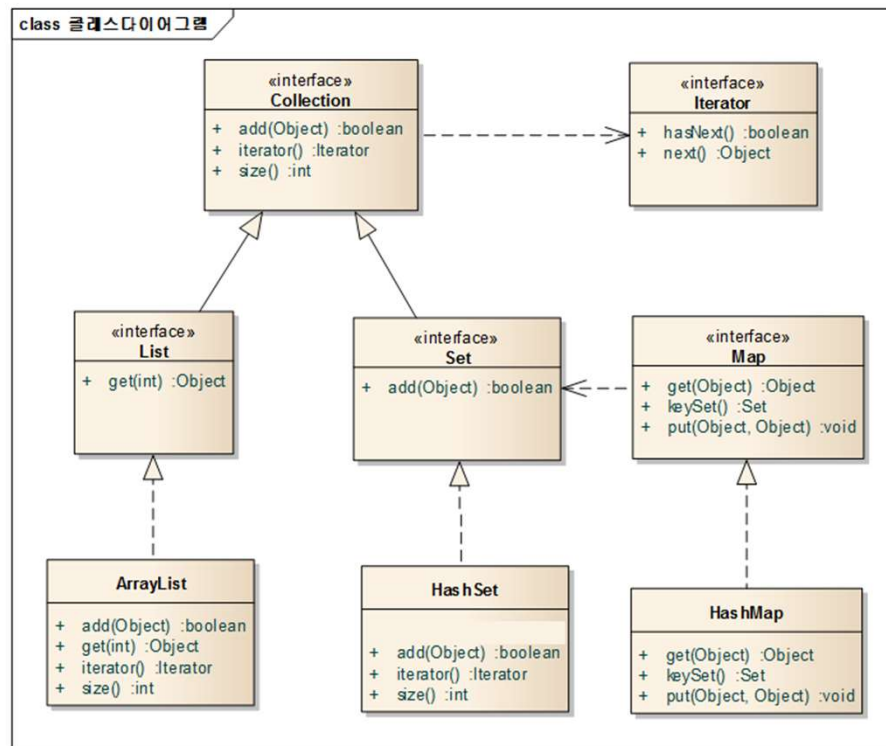 class 클래스다이어그램
«interface»
Collection
+ add(Object) :boolean
+ iterator() :Iterator
+ size() :int
«interface»
Iterator
+ hasNext() :boolean
+ next() :Object
«interface»
List
+ get(int) :Object
«interface»
Set
+ add(Object) :boolean
«interface»
Map
+ get(Object) :Object
+ keySet() :Set
+ put(Object, Object) :void
ArrayList
+ add(Object) :boolean
+ get(int) :Object
+ iterator() :Iterator
+ size() :int
HashSet
+ add(Object) :boolean
+ iterator() :Iterator
+ size() :int
HashMap
+ get(Object) :Object
+ keySet() :Set
+ put(Object, Object) :void